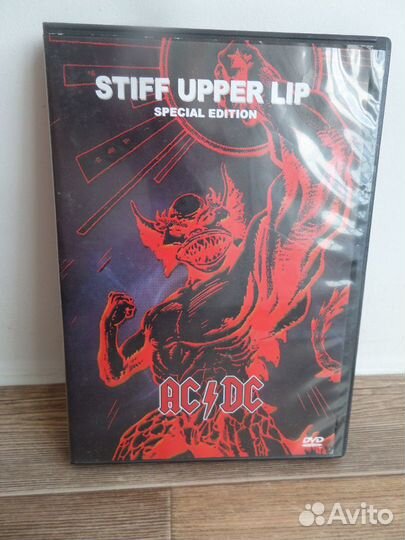 STIFF UPPER LIP
SPECIAL EDITION
AC DC
DVD
Avito